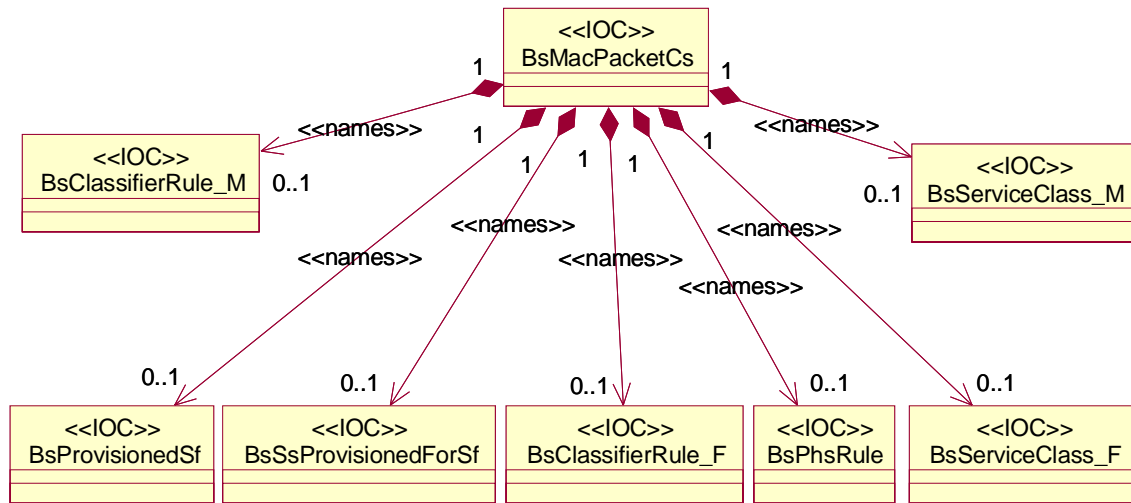 <<IOC>>
BsMacPacketCs
1
1
<<names>>
<<names>>
1
1
1
1
1
<<IOC>>
BsClassifierRule_M
0..1
<<IOC>>
BsServiceClass_M
0..1
<<names>>
<<names>>
<<names>>
<<names>>
<<names>>
0..1
0..1
0..1
0..1
0..1
<<IOC>>
BsProvisionedSf
<<IOC>>
BsSsProvisionedForSf
<<IOC>>
BsClassifierRule_F
<<IOC>>
BsPhsRule
<<IOC>>
BsServiceClass_F